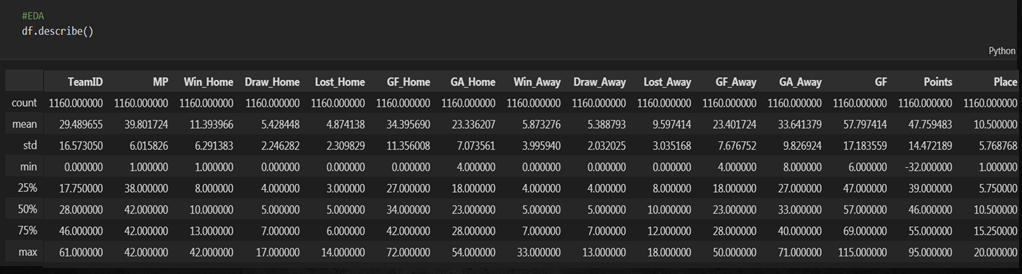 #EDA
df.describe()
Python
TeamID MP Win_Home Draw_Home Lost_Home GF_Home GA_Home Win_Away Draw_Away Lost_Away GF_Away GA_Away GF Points Place
count 1160.000000 1160.000000 1160.000000 1160.000000 1160.000000 1160.000000 1160.000000 1160.000000 1160.000000 1160.000000 1160.000000 1160.000000 1160.000000 1160.000000 1160.000000
mean 29.489655 39.801724 11.393966 5.428448 4.874138 34.395690 23.336207 5.873276 5.388793 9.597414 23.401724 33.641379 57.797414 47.759483 10.500000
std 16.573050 6.015826 6.291383 2.246282 2.309829 11.356008 7.073561 3.995940 2.032025 3.035168 7.676752 9.826924 17.183559 14.472189 5.768768
min 0.000000 1.000000 1.000000 0.000000 0.000000 0.000000 4.000000 0.000000 0.000000 0.000000 4.000000 8.000000 6.000000 -32.000000 1.000000
25% 17.750000 38.000000 8.000000 4.000000 3.000000 27.000000 18.000000 4.000000 4.000000 8.000000 18.000000 27.000000 47.000000 39.000000 5.750000
50% 28.000000 42.000000 10.000000 5.000000 5.000000 34.000000 23.000000 5.000000 5.000000 10.000000 23.000000 33.000000 57.000000 46.000000 10.500000
75% 46.000000 42.000000 13.000000 7.000000 6.000000 42.000000 28.000000 7.000000 7.000000 12.000000 28.000000 40.000000 69.000000 55.000000 15.250000
max 61.000000 42.000000 42.000000 17.000000 14.000000 72.000000 54.000000 33.000000 13.000000 18.000000 50.000000 71.000000 115.000000 95.000000 20.000000